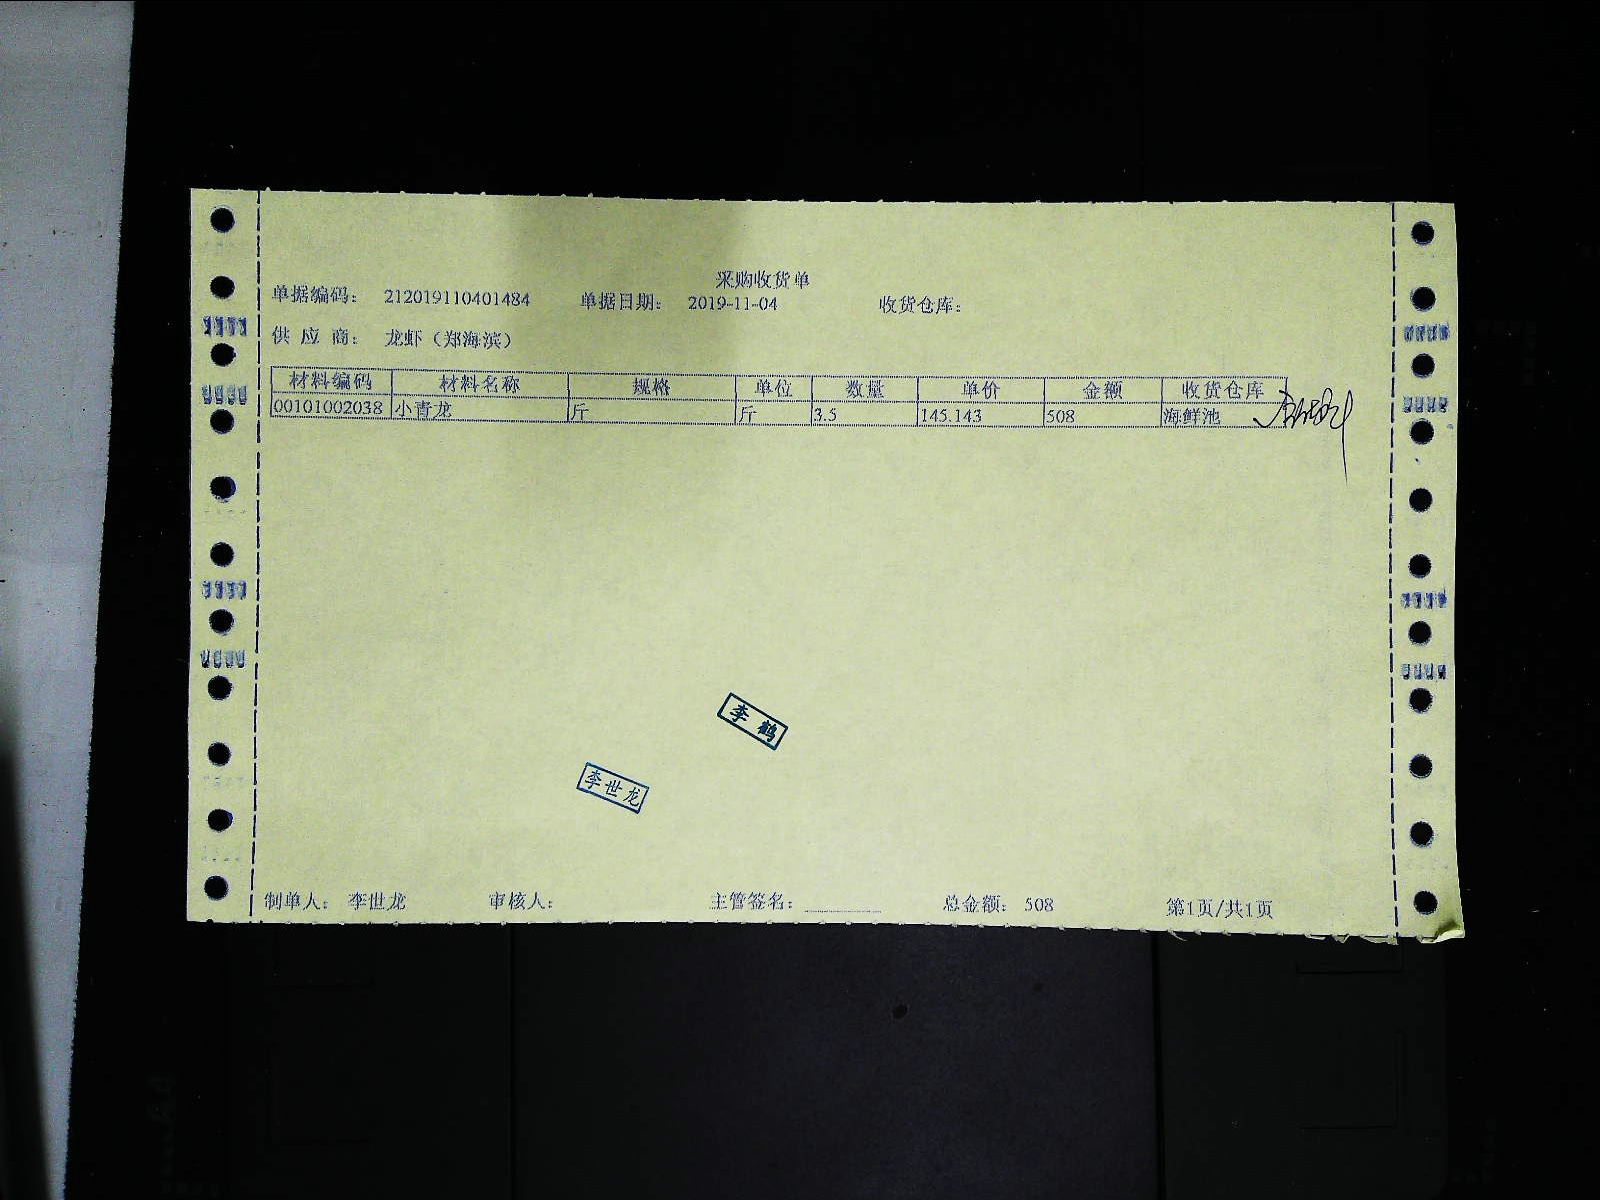 采购收货单
单据编码： 212019110401484 单据日期： 2019-11-04 收货仓库：
供 应 商： 龙虾（郑海滨）
材料编码 材料名称 规格 单位 数量 单价 金额 收货仓库
00101002038 小青龙 斤 斤 3.5 145.143 508 海鲜池
李鹤
李世龙
制单人： 李世龙 审核人： 主管签名： 总金额： 508 第1页/共1页